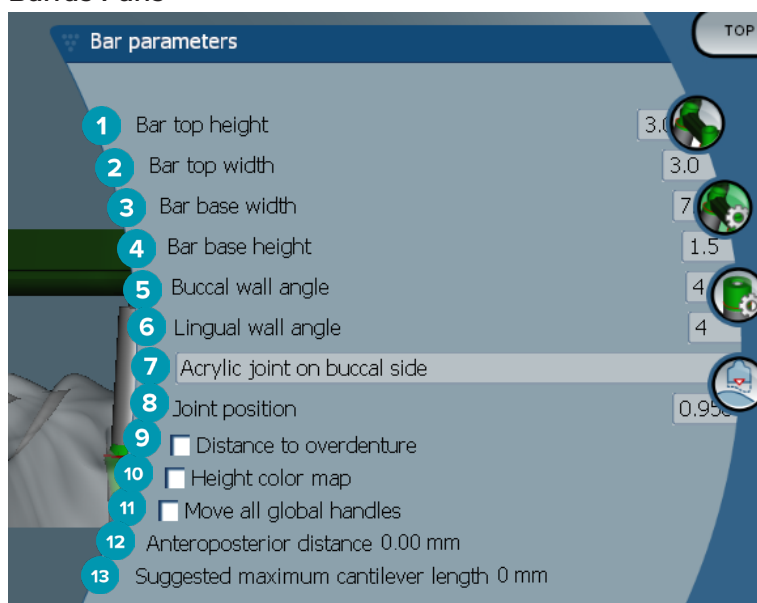 TOP
Bar parameters
1 Bar top height 3.0
2 Bar top width 3.0
3 Bar base width 7.
4 Bar base height 1.5
5 Buccal wall angle 4
6 Lingual wall angle 4
7 Acrylic joint on buccal side
8 Joint position 0.95
9 Distance to overdenture
10 Height color map
11 Move all global handles
12 Anteroposterior distance 0.00 mm
13 Suggested maximum cantilever length 0 mm